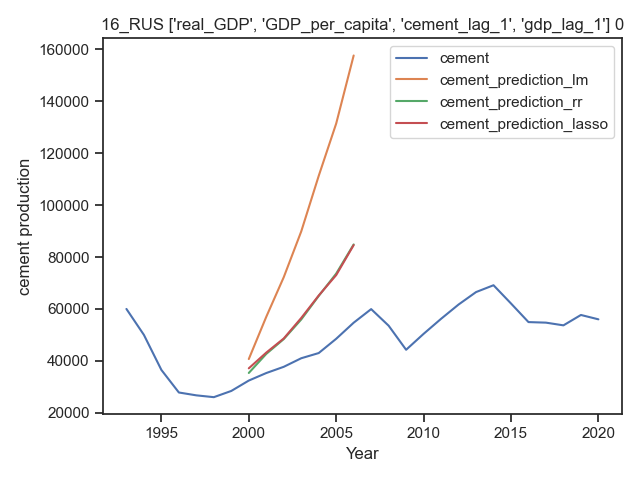 16_RUS ['real_GDP', 'GDP_per_capita', 'cement_lag_1', 'gdp_lag_1'] 0
cement
cement_prediction_lm
cement_prediction_rr
cement_prediction_lasso
160000
140000
120000
100000
80000
60000
40000
20000
cement production
1995
2000
2005
2010
2015
2020
Year